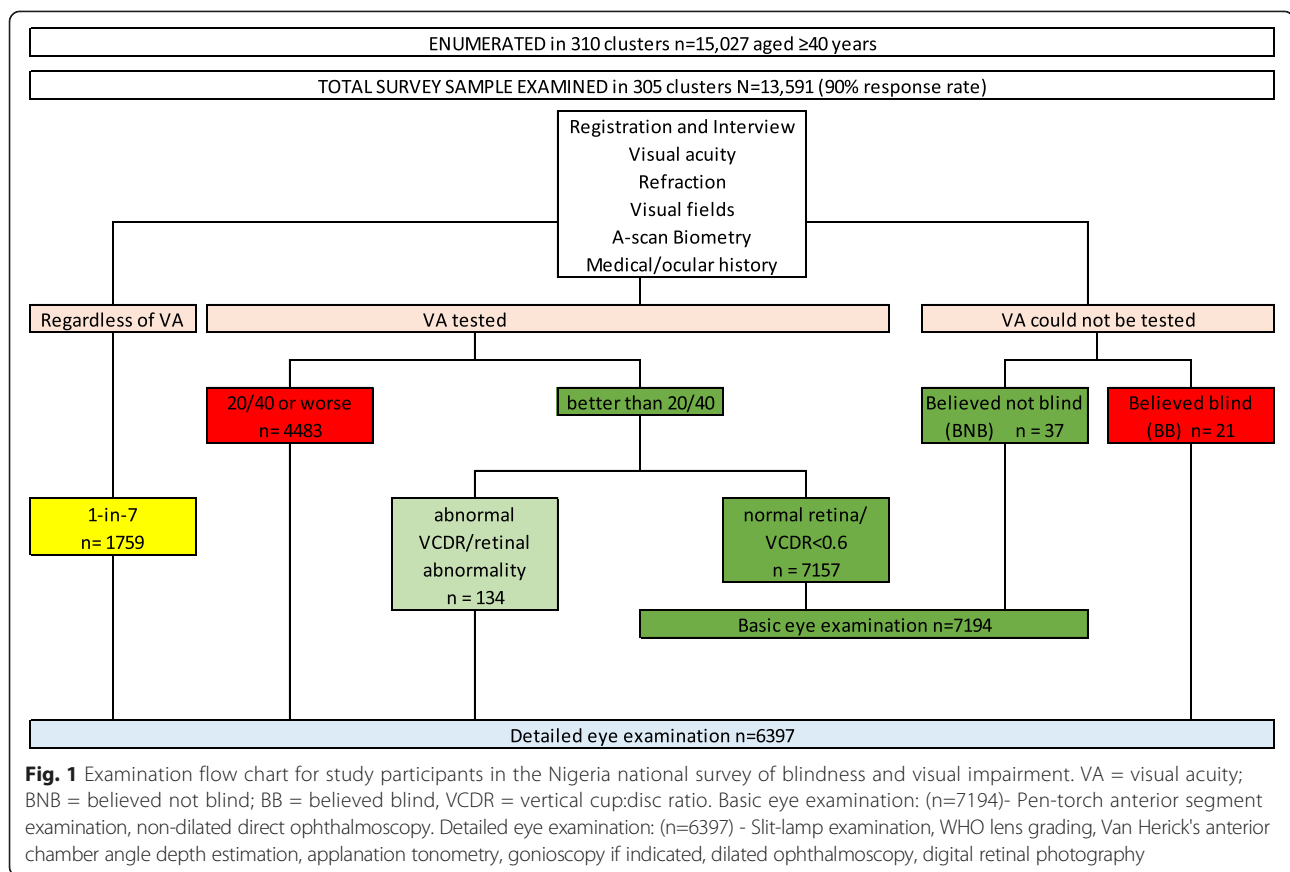 ENUMERATED in 310 clusters n=15,027 aged ≥40 years
TOTAL SURVEY SAMPLE EXAMINED in 305 clusters N=13,591 (90% response rate)
Registration and Interview
Visual acuity
Refraction
Visual fields
A-scan Biometry
Medical/ocular history
Regardless of VA
VA tested
VA could not be tested
20/40 or worse
n= 4483
better than 20/40
Believed not blind
(BNB) n = 37
Believed blind
(BB) n= 21
1-in-7
n= 1759
abnormal
VCDR/retinal
abnormality
n = 134
normal retina/
VCDR<0.6
n = 7157
Basic eye examination n=7194
Detailed eye examination n=6397
Fig. 1 Examination flow chart for study participants in the Nigeria national survey of blindness and visual impairment. VA = visual acuity;
BNB = believed not blind; BB = believed blind, VCDR = vertical cup:disc ratio. Basic eye examination: (n=7194)- Pen-torch anterior segment
examination, non-dilated direct ophthalmoscopy. Detailed eye examination: (n=6397) - Slit-lamp examination, WHO lens grading, Van Herick's anterior
chamber angle depth estimation, applanation tonometry, gonioscopy if indicated, dilated ophthalmoscopy, digital retinal photography